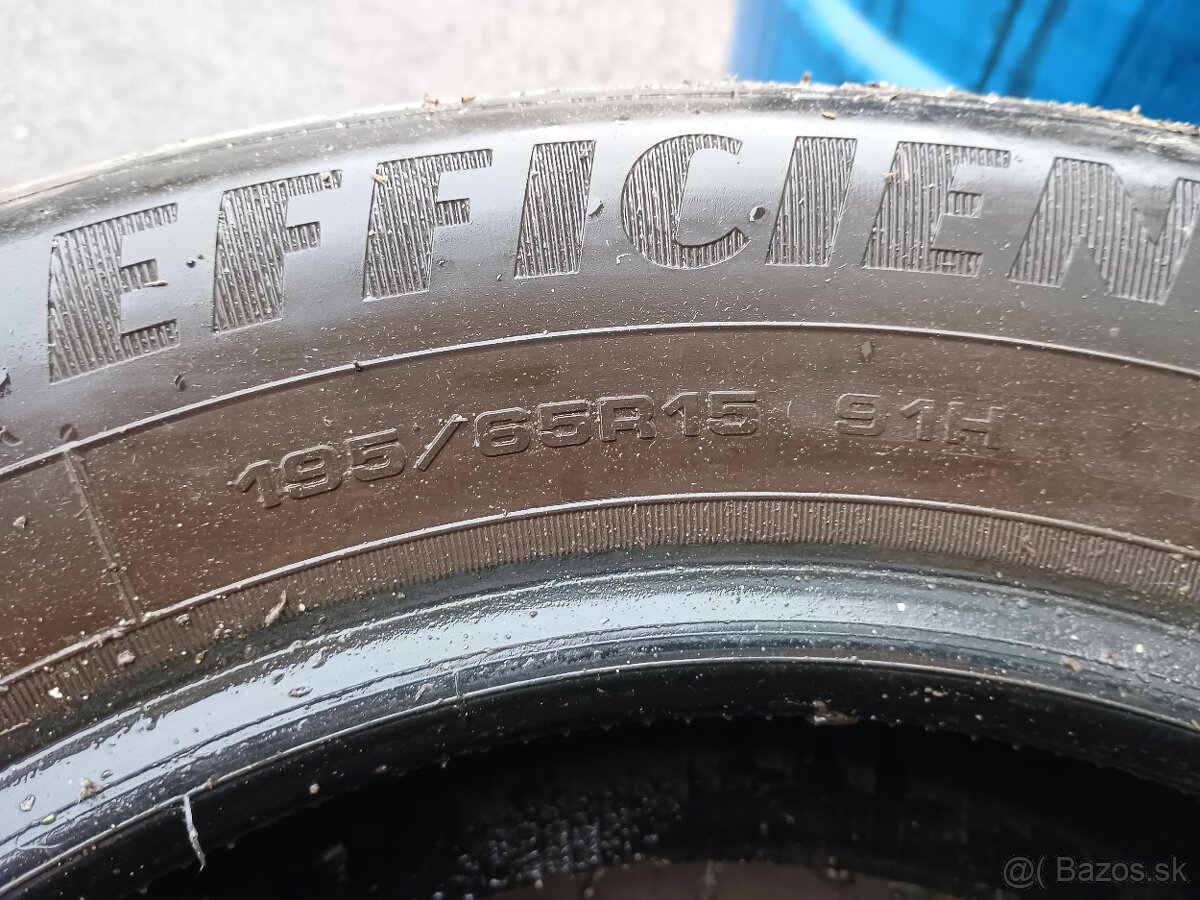 EFFICIEN
195/65R15 91H
@( Bazos.sk